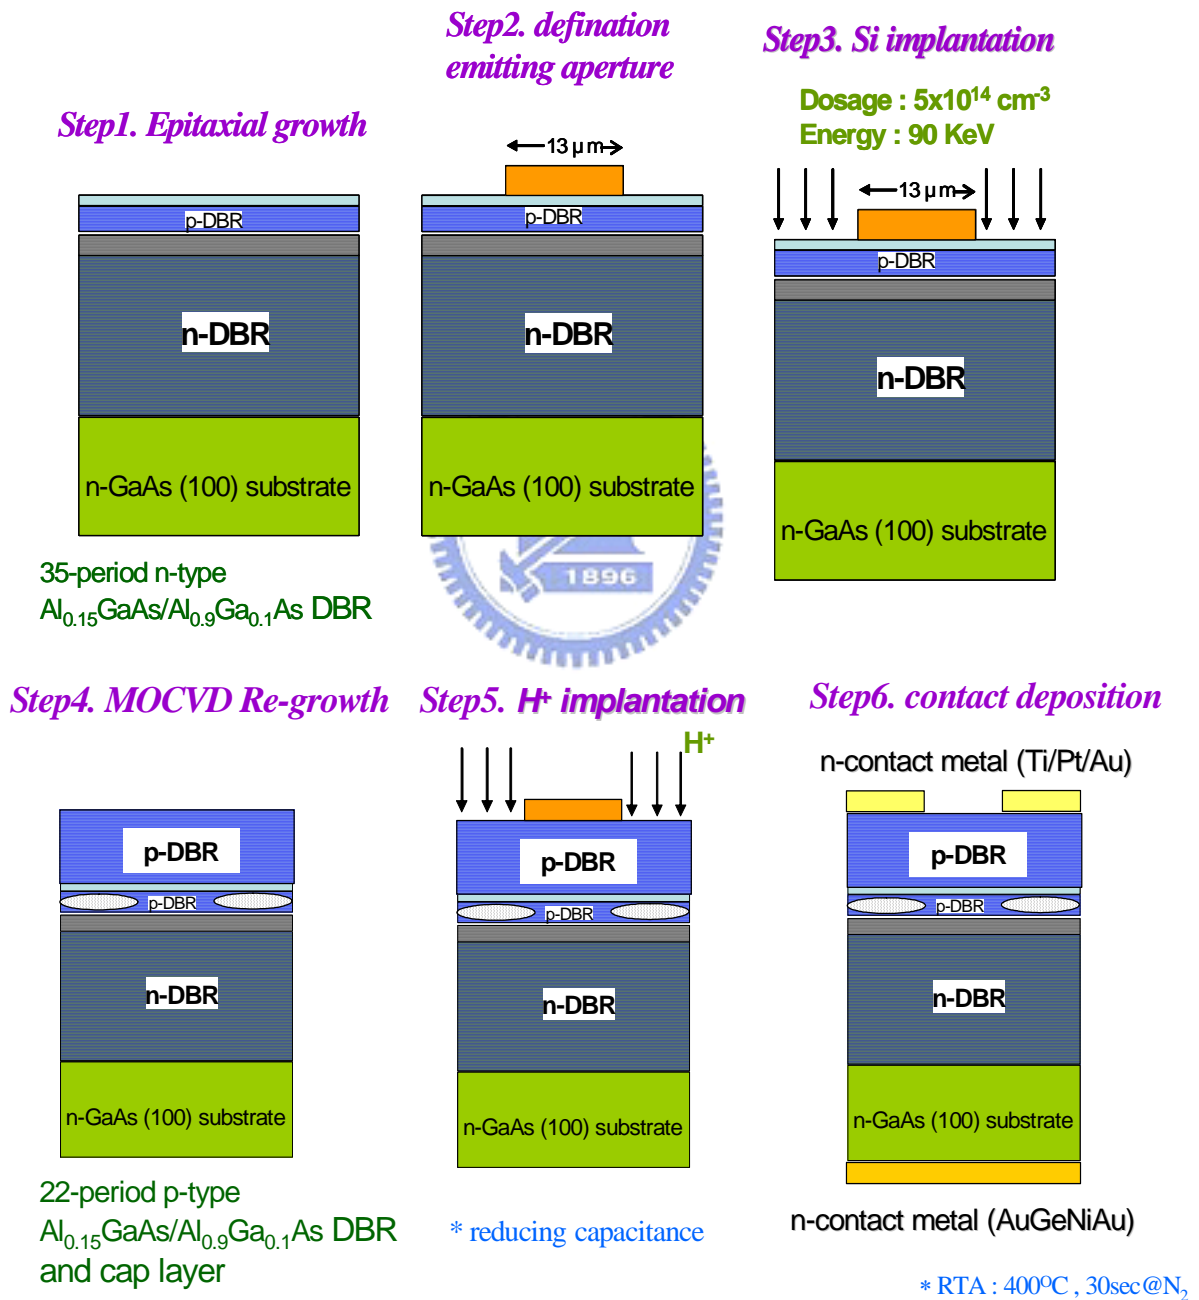 Step1. Epitaxial growth
p-DBR
n-DBR
n-GaAs (100) substrate
35-period n-type
Al0.15GaAs/Al0.9Ga0.1As DBR
Step2. defination
emitting aperture
13 μm
p-DBR
n-DBR
n-GaAs (100) substrate
1896
Step3. Si implantation
Dosage : 5x10¹⁴ cm⁻³
Energy : 90 KeV
13 μm
p-DBR
n-DBR
n-GaAs (100) substrate
Step4. MOCVD Re-growth
p-DBR
p-DBR
n-DBR
n-GaAs (100) substrate
22-period p-type
Al0.15GaAs/Al0.9Ga0.1As DBR
and cap layer
Step5. H⁺ implantation
H⁺
p-DBR
p-DBR
n-DBR
n-GaAs (100) substrate
* reducing capacitance
Step6. contact deposition
n-contact metal (Ti/Pt/Au)
p-DBR
p-DBR
n-DBR
n-GaAs (100) substrate
n-contact metal (AuGeNiAu)
* RTA : 400ºC , 30sec@N₂